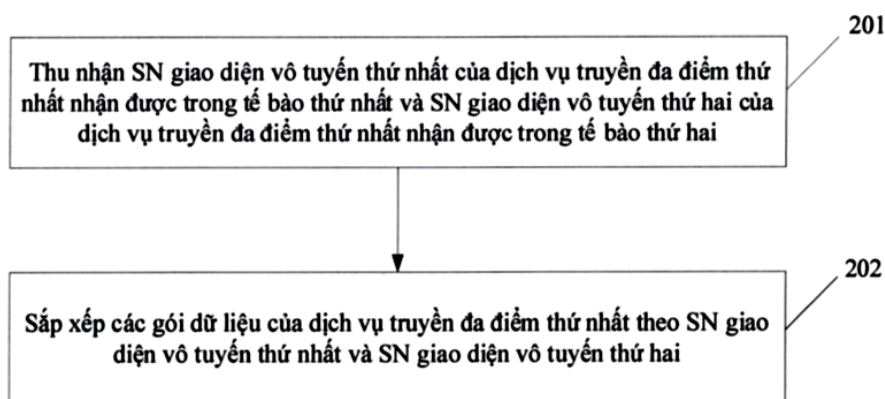 201
Thu nhận SN giao diện vô tuyến thứ nhất của dịch vụ truyền đa điểm thứ
nhất nhận được trong tế bào thứ nhất và SN giao diện vô tuyến thứ hai của
dịch vụ truyền đa điểm thứ nhất nhận được trong tế bào thứ hai
202
Sắp xếp các gói dữ liệu của dịch vụ truyền đa điểm thứ nhất theo SN giao
diện vô tuyến thứ nhất và SN giao diện vô tuyến thứ hai